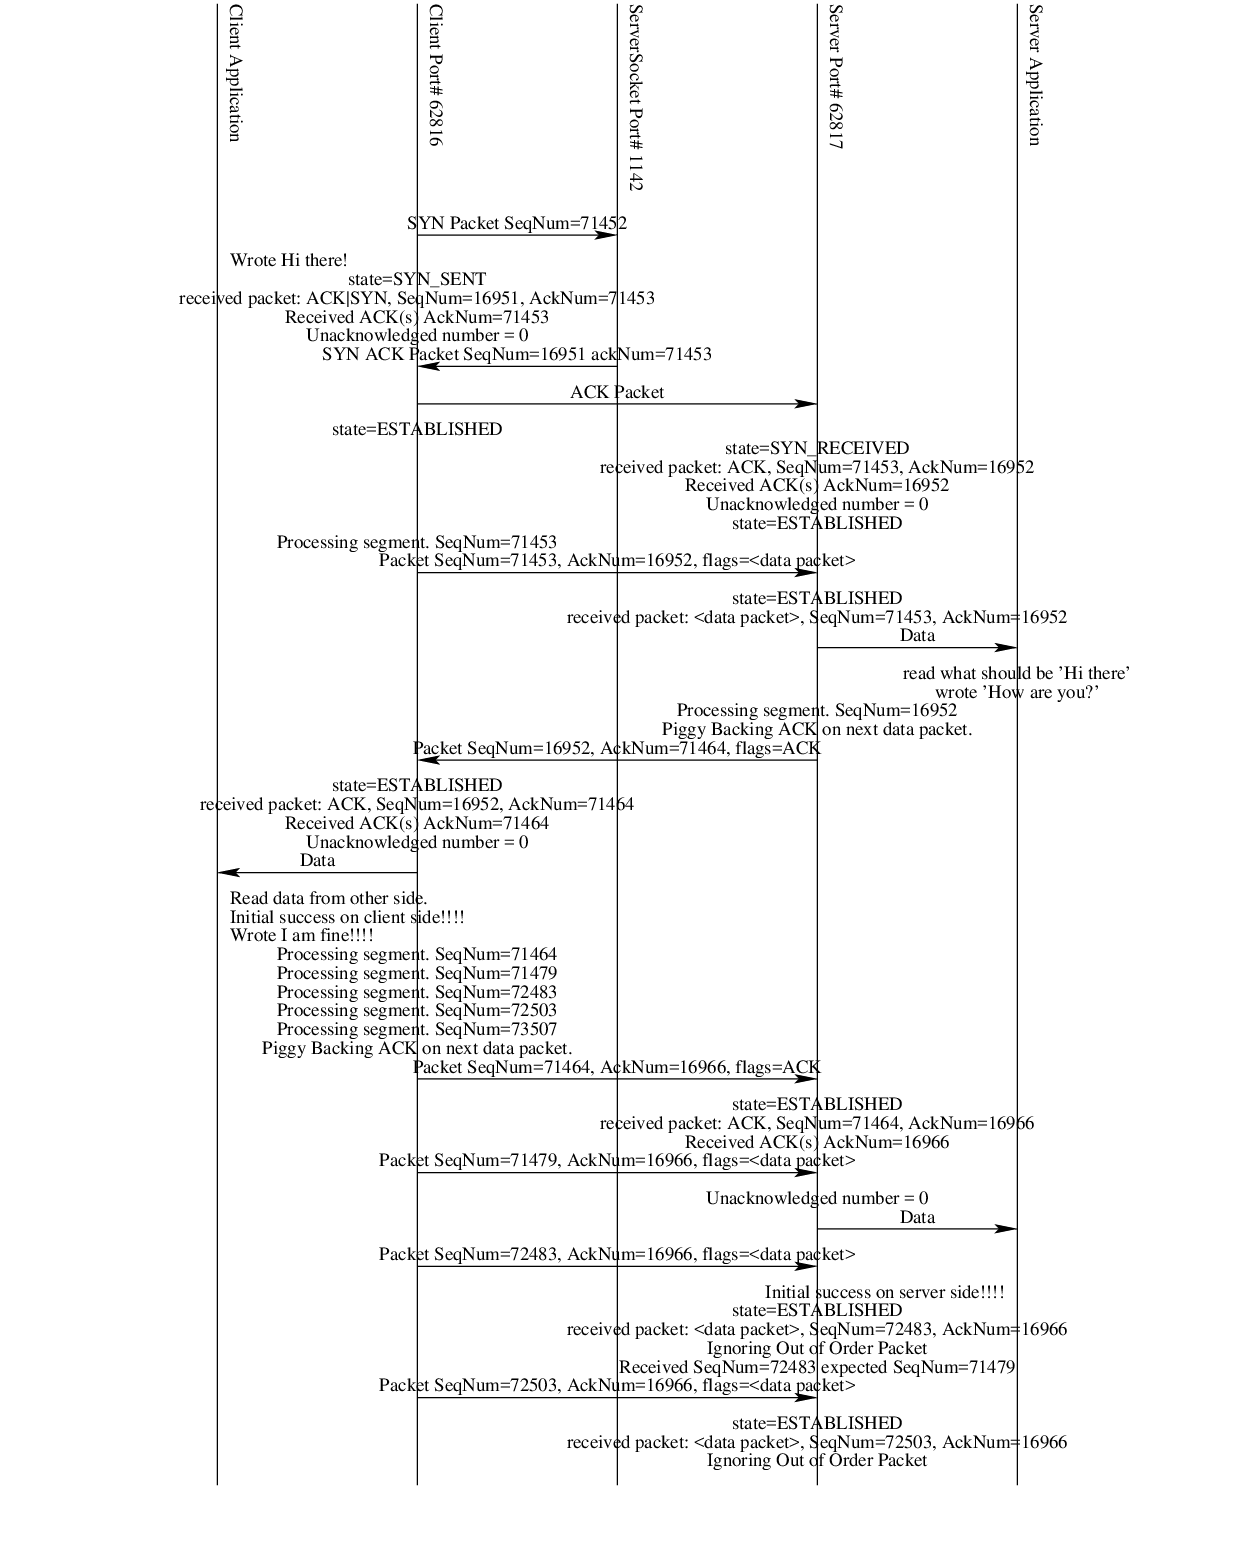 Client Application
Client Port# 62816
ServerSocket Port# 1142
Server Port# 62817
Server Application
SYN Packet SeqNum=71452
Wrote Hi there!
state=SYN_SENT
received packet: ACK|SYN, SeqNum=16951, AckNum=71453
Received ACK(s) AckNum=71453
Unacknowledged number = 0
SYN ACK Packet SeqNum=16951 ackNum=71453
ACK Packet
state=ESTABLISHED
state=SYN_RECEIVED
received packet: ACK, SeqNum=71453, AckNum=16952
Received ACK(s) AckNum=16952
Unacknowledged number = 0
state=ESTABLISHED
Processing segment. SeqNum=71453
Packet SeqNum=71453, AckNum=16952, flags=<data packet>
state=ESTABLISHED
received packet: <data packet>, SeqNum=71453, AckNum=16952
Data
read what should be ’Hi there’
wrote ’How are you?’
Processing segment. SeqNum=16952
Piggy Backing ACK on next data packet.
Packet SeqNum=16952, AckNum=71464, flags=ACK
state=ESTABLISHED
received packet: ACK, SeqNum=16952, AckNum=71464
Received ACK(s) AckNum=71464
Unacknowledged number = 0
Data
Read data from other side.
Initial success on client side!!!!
Wrote I am fine!!!!
Processing segment. SeqNum=71464
Processing segment. SeqNum=71479
Processing segment. SeqNum=72483
Processing segment. SeqNum=72503
Processing segment. SeqNum=73507
Piggy Backing ACK on next data packet.
Packet SeqNum=71464, AckNum=16966, flags=ACK
state=ESTABLISHED
received packet: ACK, SeqNum=71464, AckNum=16966
Received ACK(s) AckNum=16966
Packet SeqNum=71479, AckNum=16966, flags=<data packet>
Unacknowledged number = 0
Data
Packet SeqNum=72483, AckNum=16966, flags=<data packet>
Initial success on server side!!!!
state=ESTABLISHED
received packet: <data packet>, SeqNum=72483, AckNum=16966
Ignoring Out of Order Packet
Received SeqNum=72483 expected SeqNum=71479
Packet SeqNum=72503, AckNum=16966, flags=<data packet>
state=ESTABLISHED
received packet: <data packet>, SeqNum=72503, AckNum=16966
Ignoring Out of Order Packet